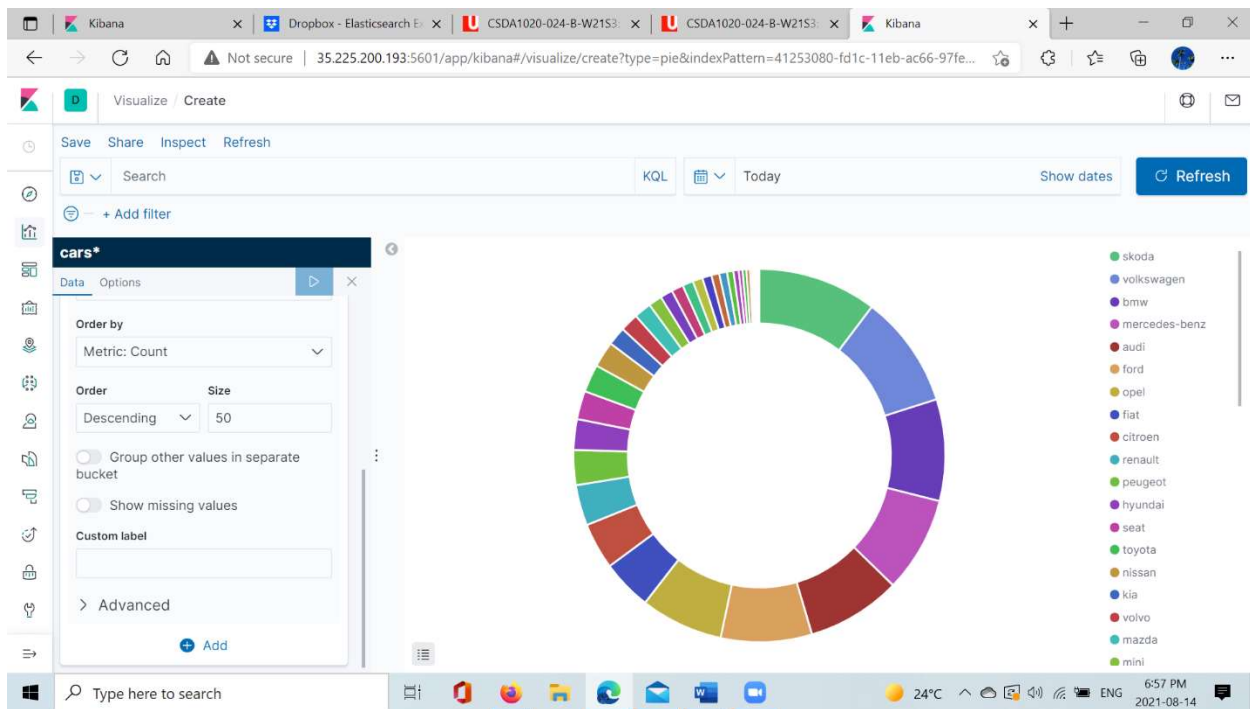 Kibana
Dropbox - Elasticsearch E
CSDA1020-024-B-W21S3
CSDA1020-024-B-W21S3
Kibana
Not secure | 35.225.200.193:5601/app/kibana#/visualize/create?type=pie&indexPattern=41253080-fd1c-11eb-ac66-97fe...
D Visualize / Create
Save Share Inspect Refresh
Search KQL Today Show dates Refresh
+ Add filter
cars*
Data Options
Order by
Metric: Count
Order Size
Descending 50
Group other values in separate
bucket
Show missing values
Custom label
> Advanced
Add
skoda
volkswagen
bmw
mercedes-benz
audi
ford
opel
fiat
citroen
renault
peugeot
hyundai
seat
toyota
nissan
kia
volvo
mazda
mini
Type here to search
24°C ENG 6:57 PM
2021-08-14